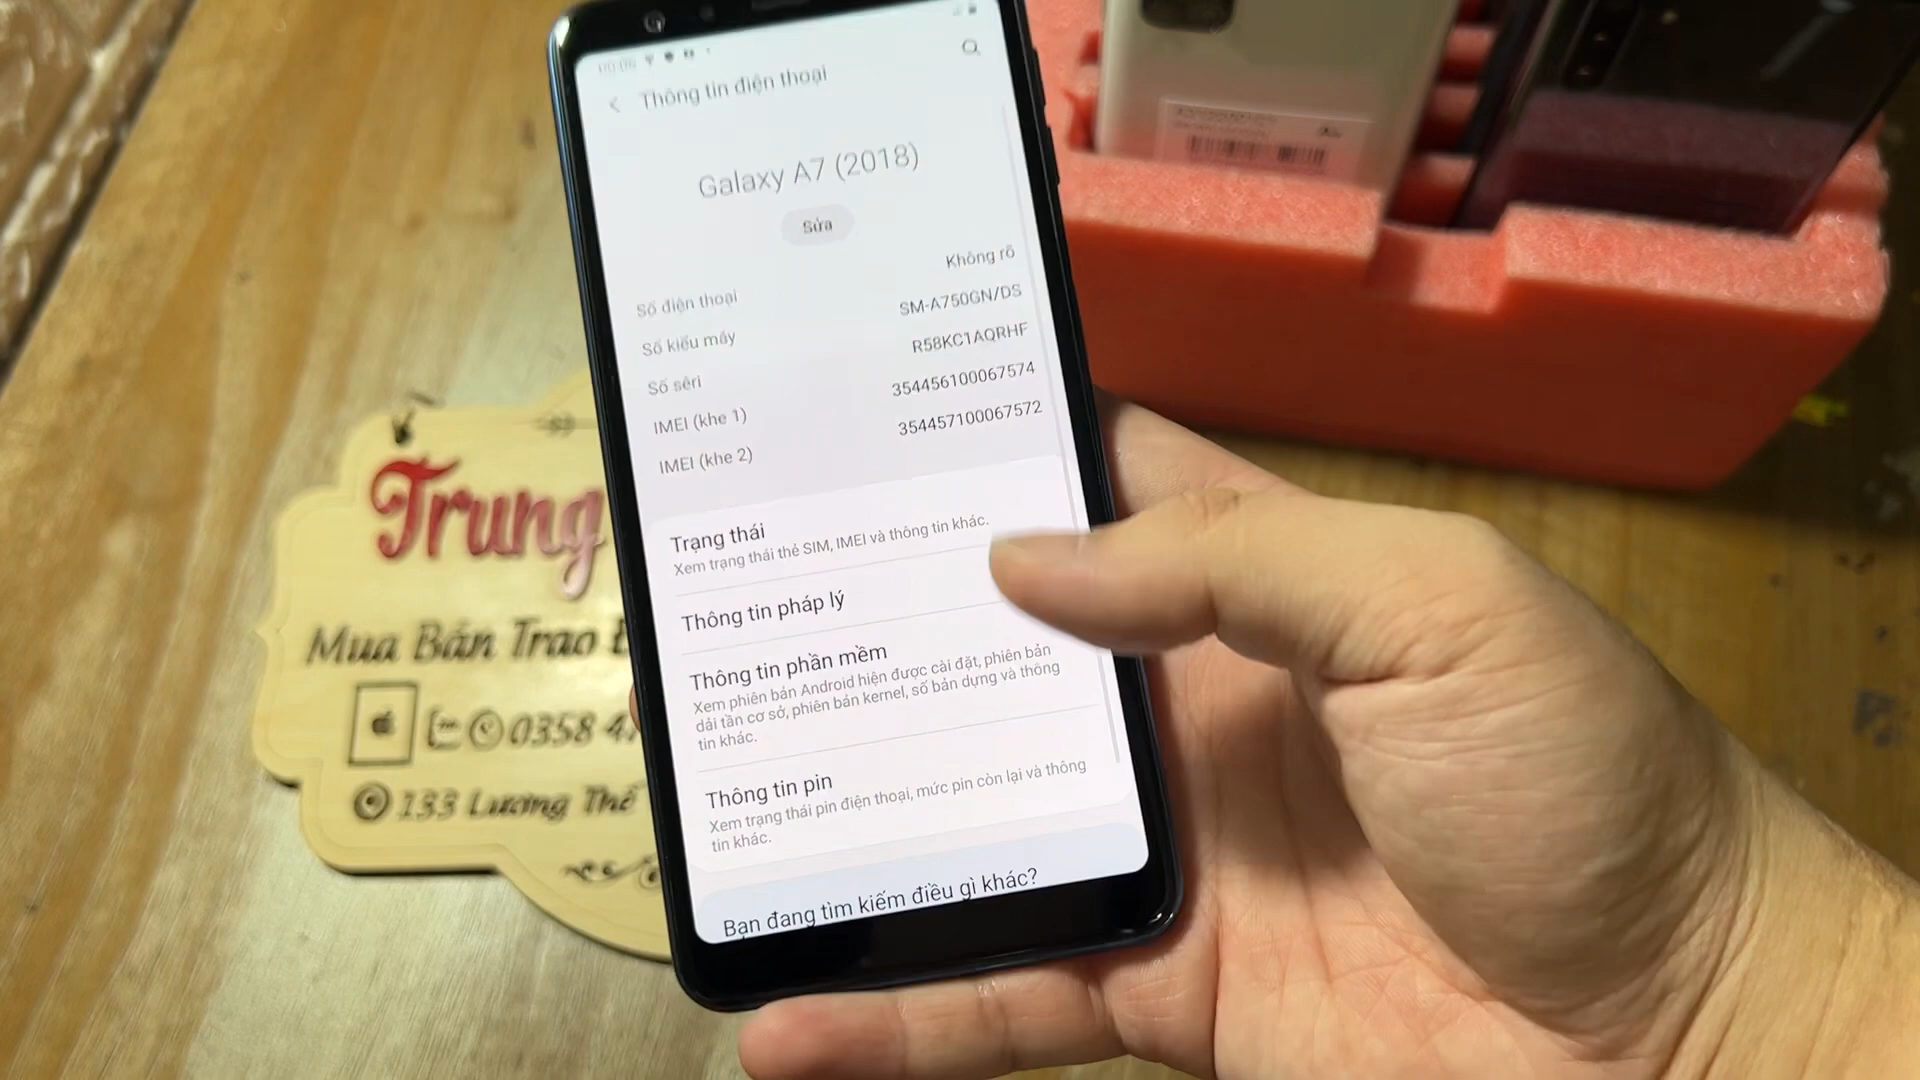 Thông tin điện thoại
Galaxy A7 (2018)
Sửa
Số điện thoại
Không rõ
Số kiểu máy
SM-A750GN/DS
Số sêri
R58KC1AQRHF
IMEI (khe 1)
354456100067574
IMEI (khe 2)
354457100067572
Trạng thái
Xem trạng thái thẻ SIM, IMEI và thông tin khác.
Thông tin pháp lý
Thông tin phần mềm
Xem phiên bản Android hiện được cài đặt, phiên bản
dải tần cơ sở, phiên bản kernel, số bản dựng và thông
tin khác.
Thông tin pin
Xem trạng thái pin điện thoại, mức pin còn lại và thông
tin khác.
Bạn đang tìm kiếm điều gì khác?
Trung
Mua Bán Trao
0358 4
133 Lương Thế